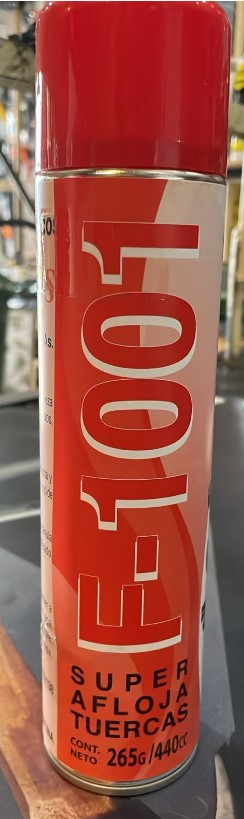 F-1001
SUPER
AFLOJA
TUERCAS
CONT.
NETO 265G/440CC